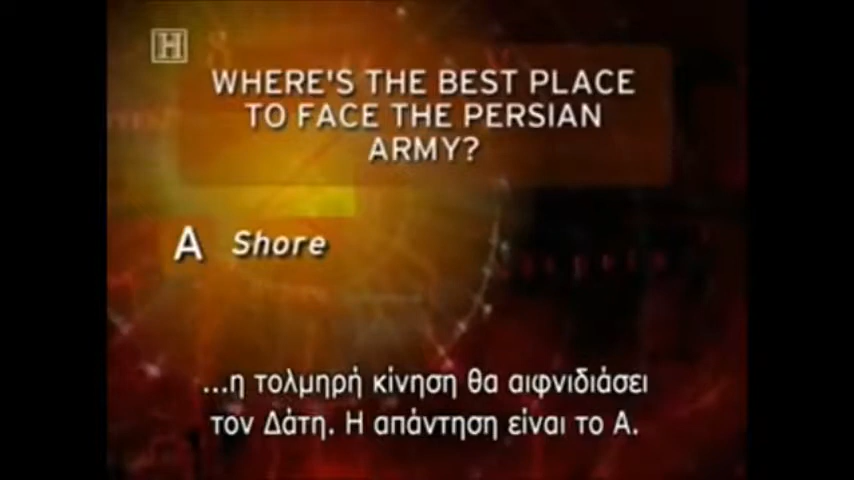 H
WHERE'S THE BEST PLACE
TO FACE THE PERSIAN
ARMY?
A Shore
...η τολμηρή κίνηση θα αιφνιδιάσει
τον Δάτη. Η απάντηση είναι το Α.